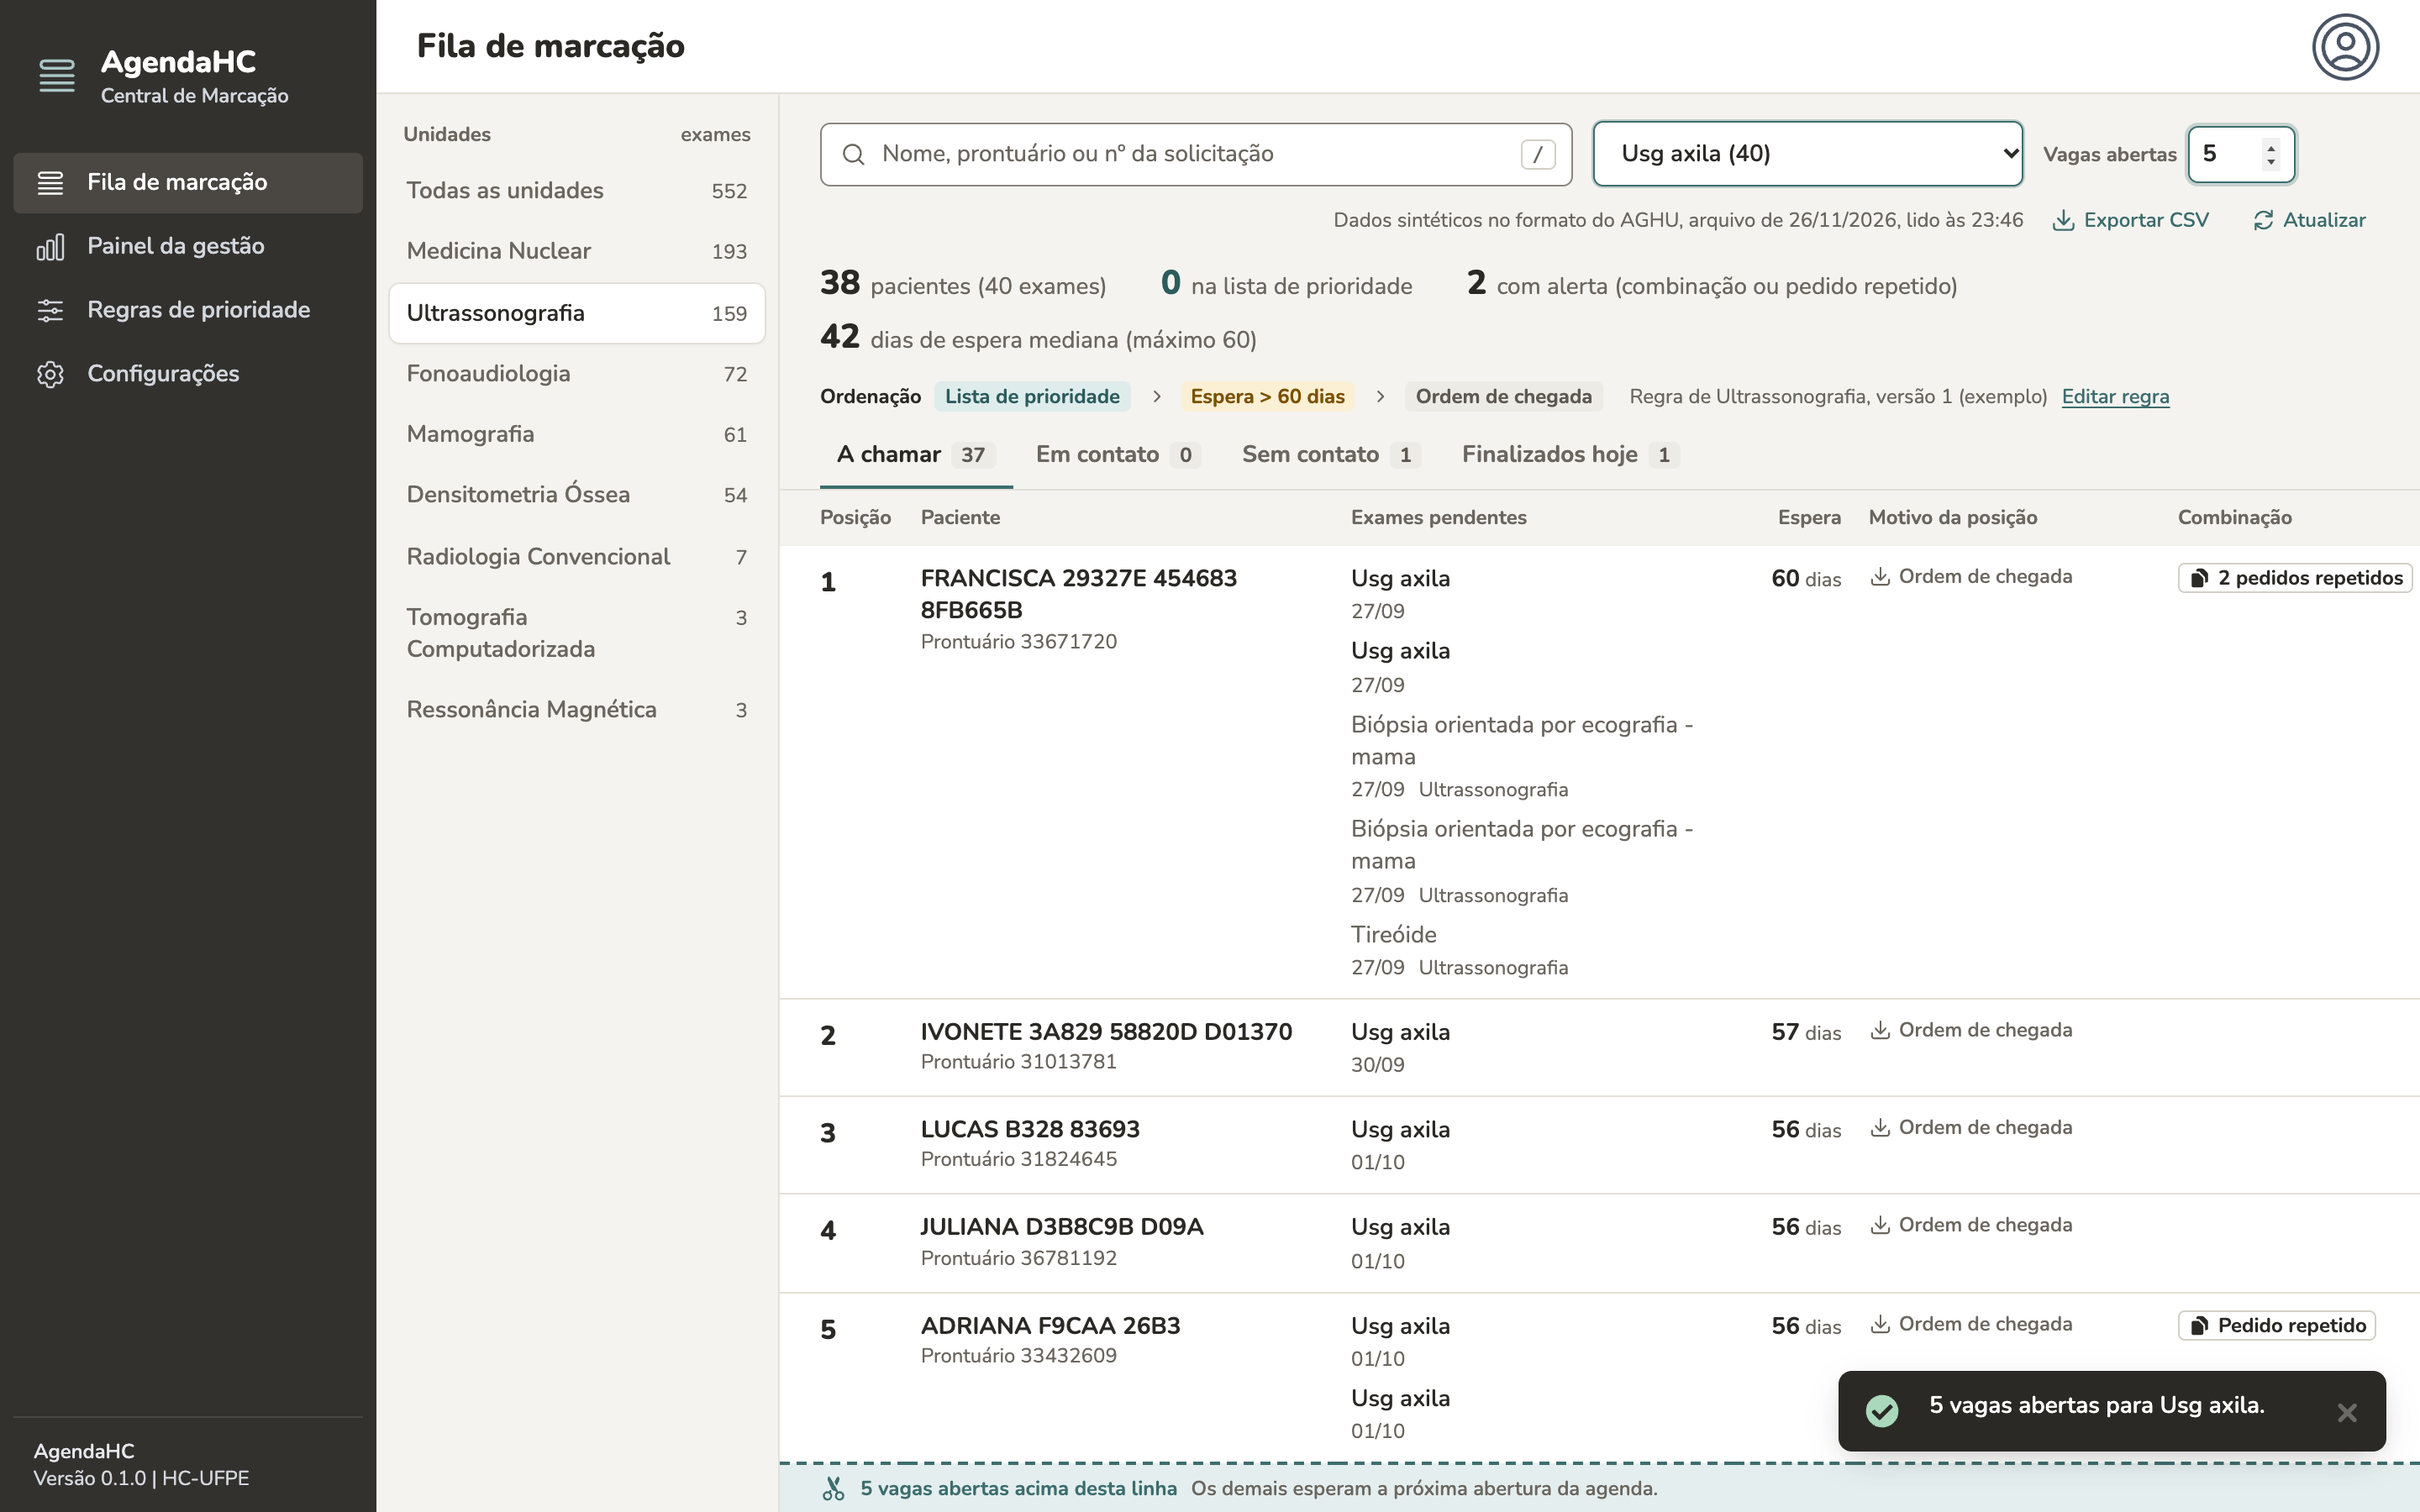 AgendaHC
Central de Marcação
Fila de marcação
Painel da gestão
Regras de prioridade
Configurações
AgendaHC
Versão 0.1.0 | HC-UFPE
Fila de marcação
Unidades exames
Todas as unidades 552
Medicina Nuclear 193
Ultrassonografia 159
Fonoaudiologia 72
Mamografia 61
Densitometria Óssea 54
Radiologia Convencional 7
Tomografia 3
Computadorizada
Ressonância Magnética 3
Nome, prontuário ou nº da solicitação / Usg axila (40) Vagas abertas 5
Dados sintéticos no formato do AGHU, arquivo de 26/11/2026, lido às 23:46 Exportar CSV Atualizar
38 pacientes (40 exames) 0 na lista de prioridade 2 com alerta (combinação ou pedido repetido)
42 dias de espera mediana (máximo 60)
Ordenação Lista de prioridade > Espera > 60 dias > Ordem de chegada Regra de Ultrassonografia, versão 1 (exemplo) Editar regra
A chamar 37 Em contato 0 Sem contato 1 Finalizados hoje 1
Posição Paciente Exames pendentes Espera Motivo da posição Combinação
1 FRANCISCA 29327E 454683 Usg axila 60 dias Ordem de chegada 2 pedidos repetidos
8FB665B 27/09
Prontuário 33671720
Usg axila
27/09
Biópsia orientada por ecografia -
mama
27/09 Ultrassonografia
Biópsia orientada por ecografia -
mama
27/09 Ultrassonografia
Tireóide
27/09 Ultrassonografia
2 IVONETE 3A829 58820D D01370 Usg axila 57 dias Ordem de chegada
Prontuário 31013781 30/09
3 LUCAS B328 83693 Usg axila 56 dias Ordem de chegada
Prontuário 31824645 01/10
4 JULIANA D3B8C9B D09A Usg axila 56 dias Ordem de chegada
Prontuário 36781192 01/10
5 ADRIANA F9CAA 26B3 Usg axila 56 dias Ordem de chegada Pedido repetido
Prontuário 33432609 01/10
Usg axila
01/10
5 vagas abertas para Usg axila.
5 vagas abertas acima desta linha Os demais esperam a próxima abertura da agenda.